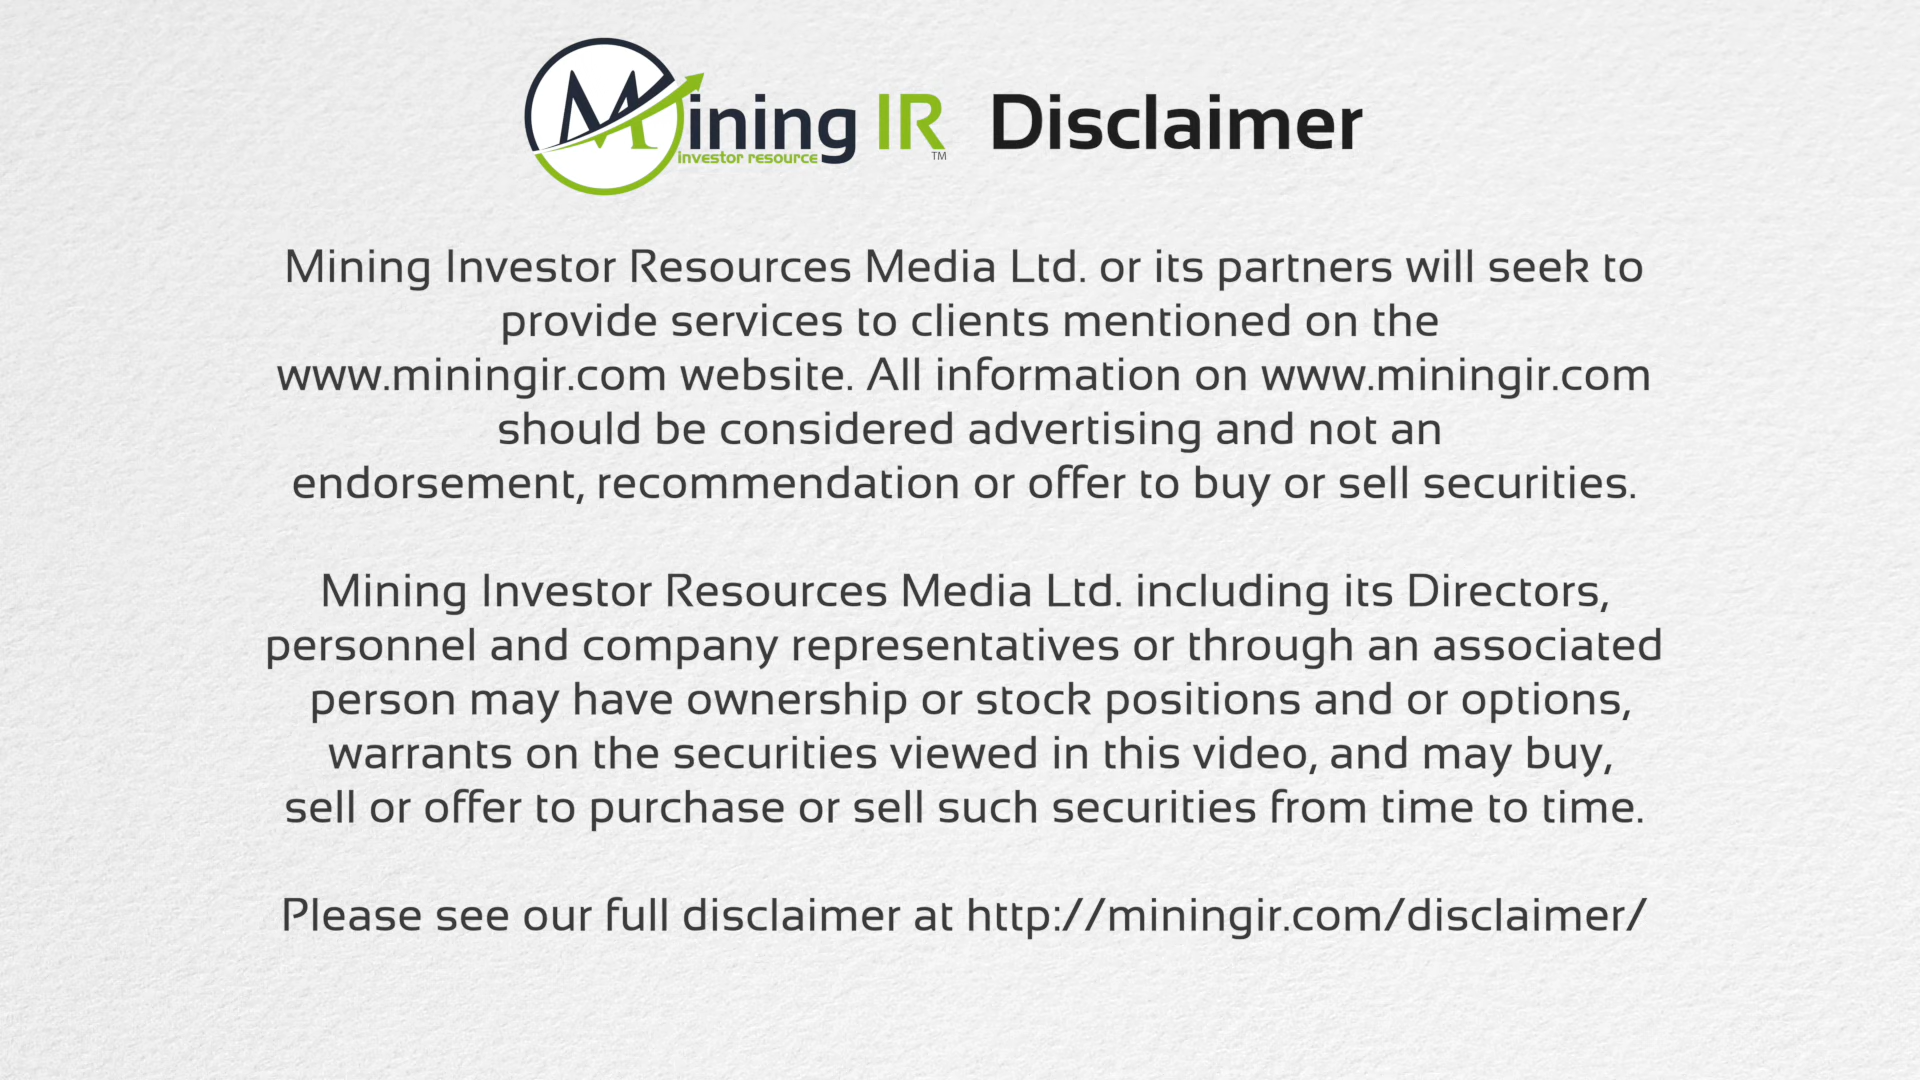 Mining IR Disclaimer
investor resource TM
Mining Investor Resources Media Ltd. or its partners will seek to
provide services to clients mentioned on the
www.miningir.com website. All information on www.miningir.com
should be considered advertising and not an
endorsement, recommendation or offer to buy or sell securities.
Mining Investor Resources Media Ltd. including its Directors,
personnel and company representatives or through an associated
person may have ownership or stock positions and or options,
warrants on the securities viewed in this video, and may buy,
sell or offer to purchase or sell such securities from time to time.
Please see our full disclaimer at http://miningir.com/disclaimer/